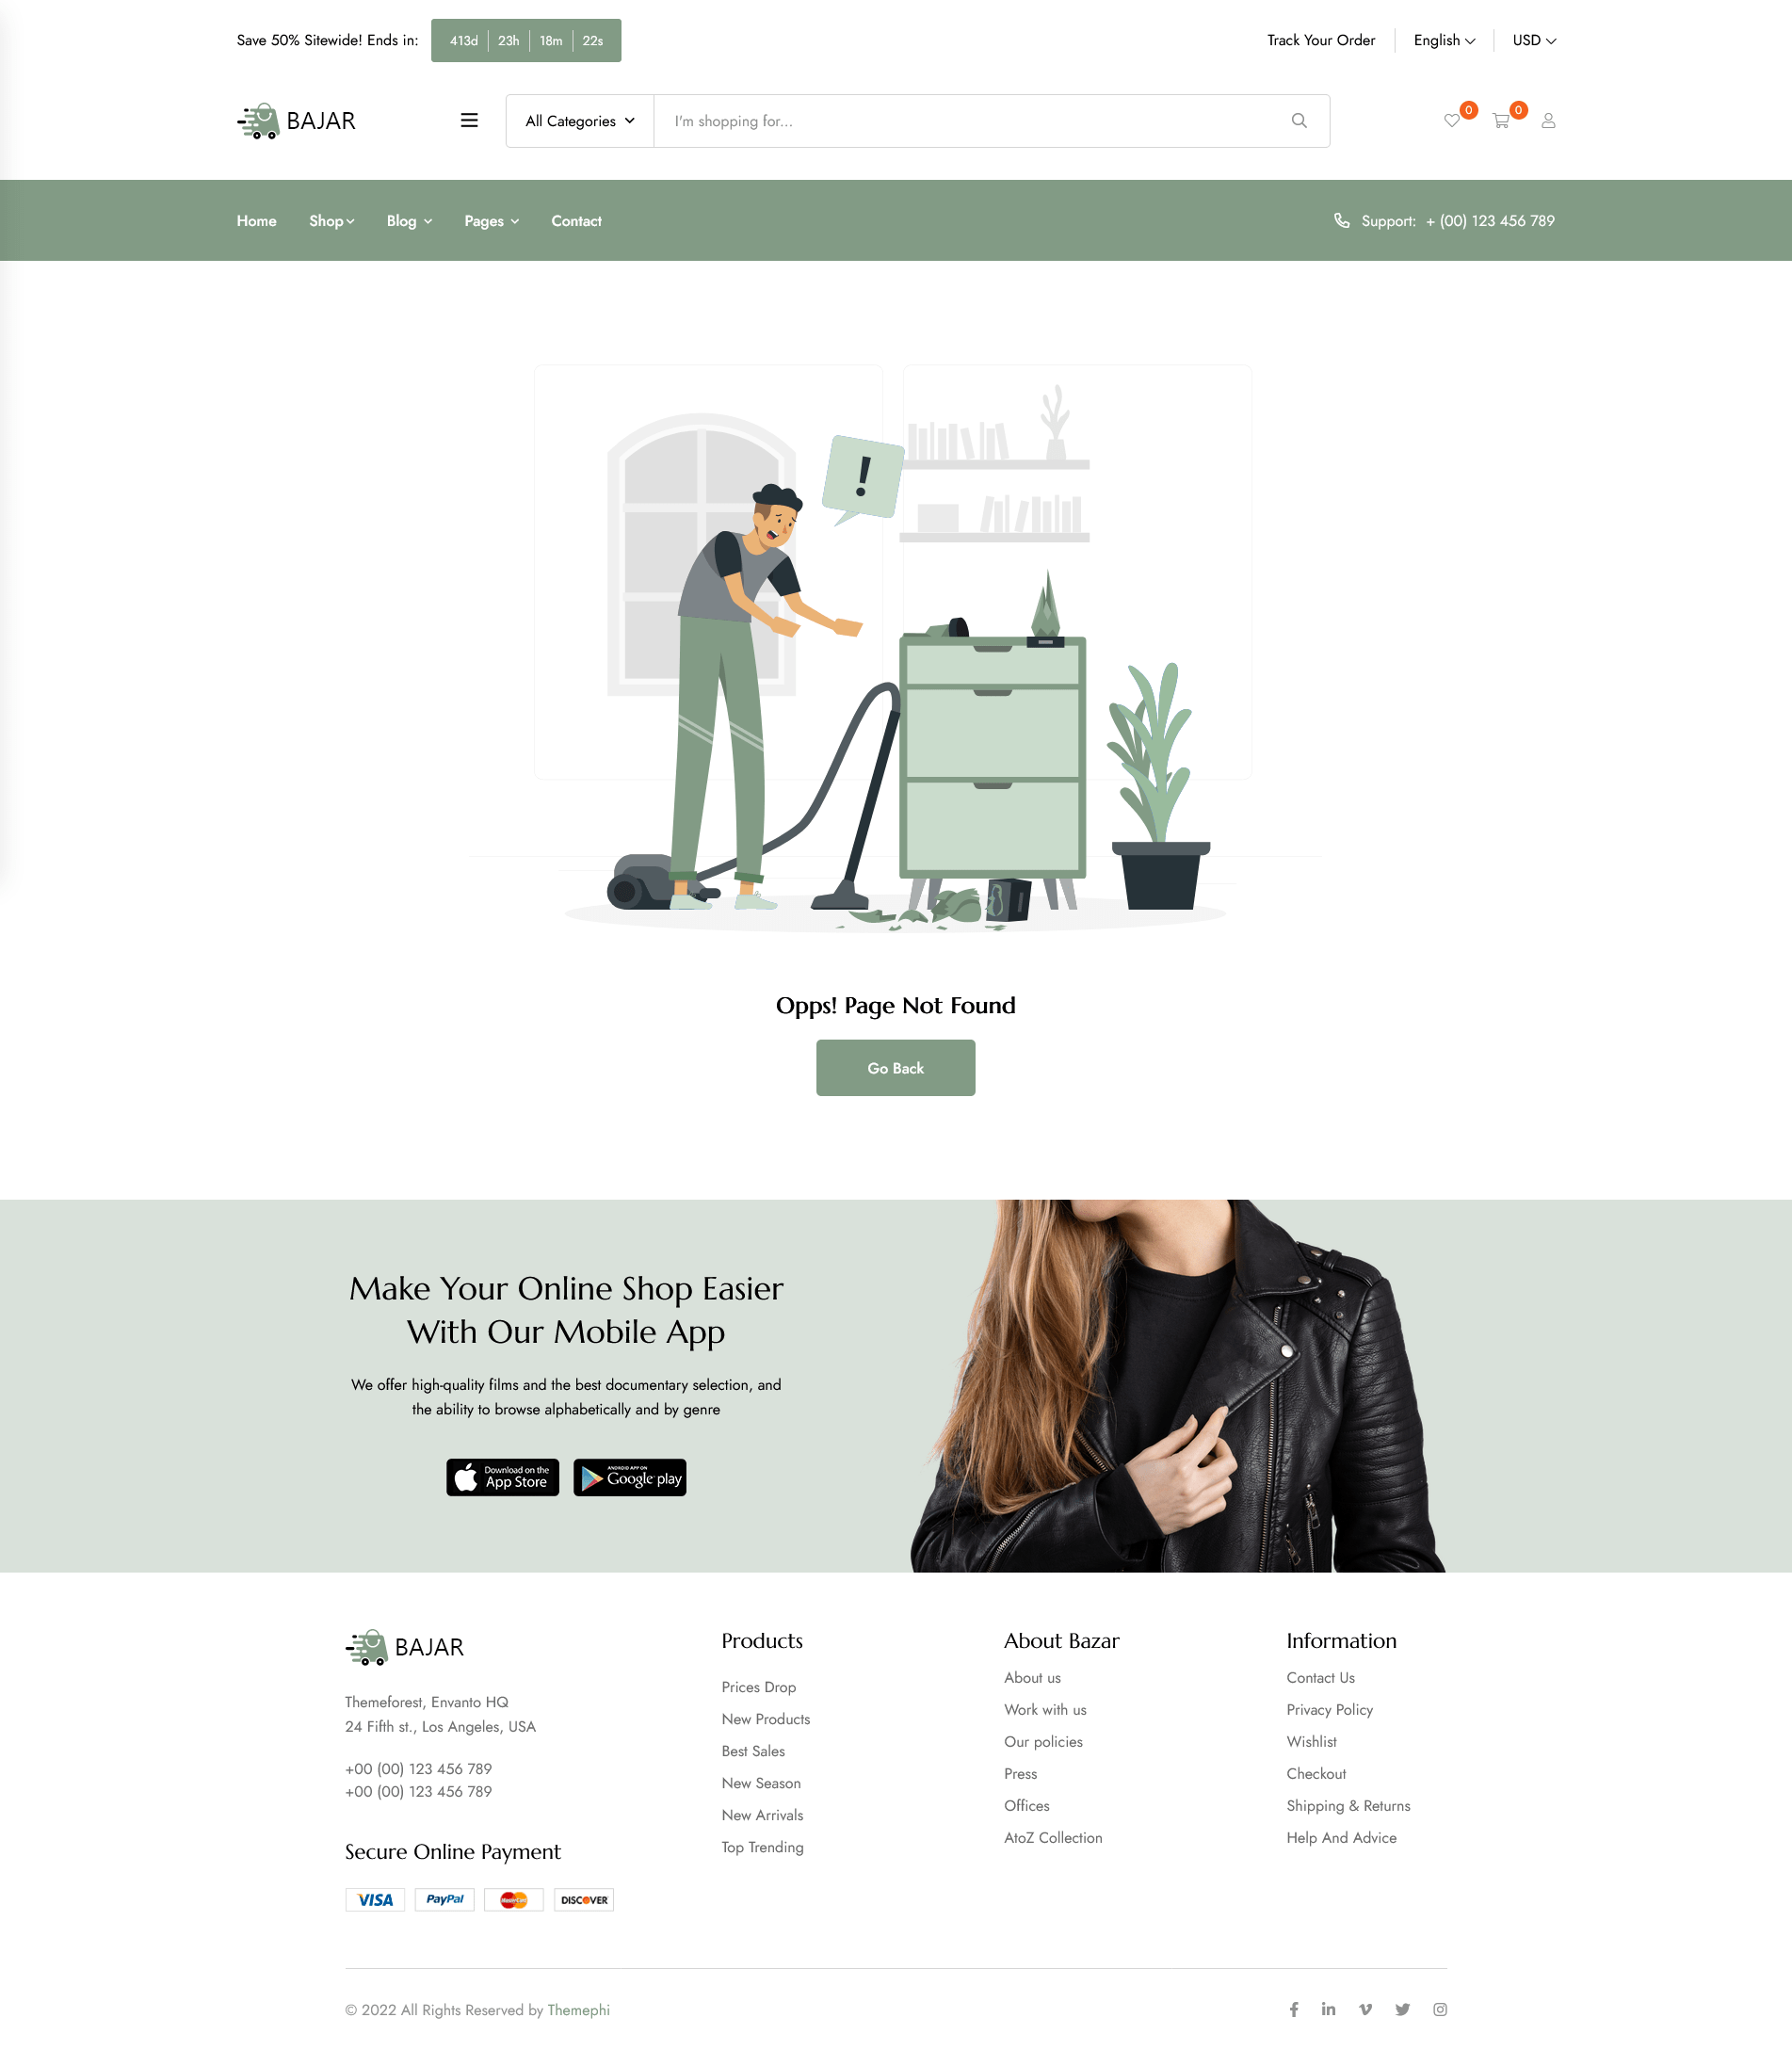 Save 50% Sitewide! Ends in: 413d 23h 18m 22s
Track Your Order English USD
BAJAR
All Categories I'm shopping for...
0 0
Home Shop Blog Pages Contact
Support: + (00) 123 456 789
!
Opps! Page Not Found
Go Back
Make Your Online Shop Easier
With Our Mobile App
We offer high-quality films and the best documentary selection, and
the ability to browse alphabetically and by genre
Download on the
App Store
ANDROID APP ON
Google play
BAJAR
Themeforest, Envanto HQ
24 Fifth st., Los Angeles, USA
+00 (00) 123 456 789
+00 (00) 123 456 789
Secure Online Payment
VISA PayPal MasterCard DISCOVER
Products
Prices Drop
New Products
Best Sales
New Season
New Arrivals
Top Trending
About Bazar
About us
Work with us
Our policies
Press
Offices
AtoZ Collection
Information
Contact Us
Privacy Policy
Wishlist
Checkout
Shipping & Returns
Help And Advice
© 2022 All Rights Reserved by Themephi